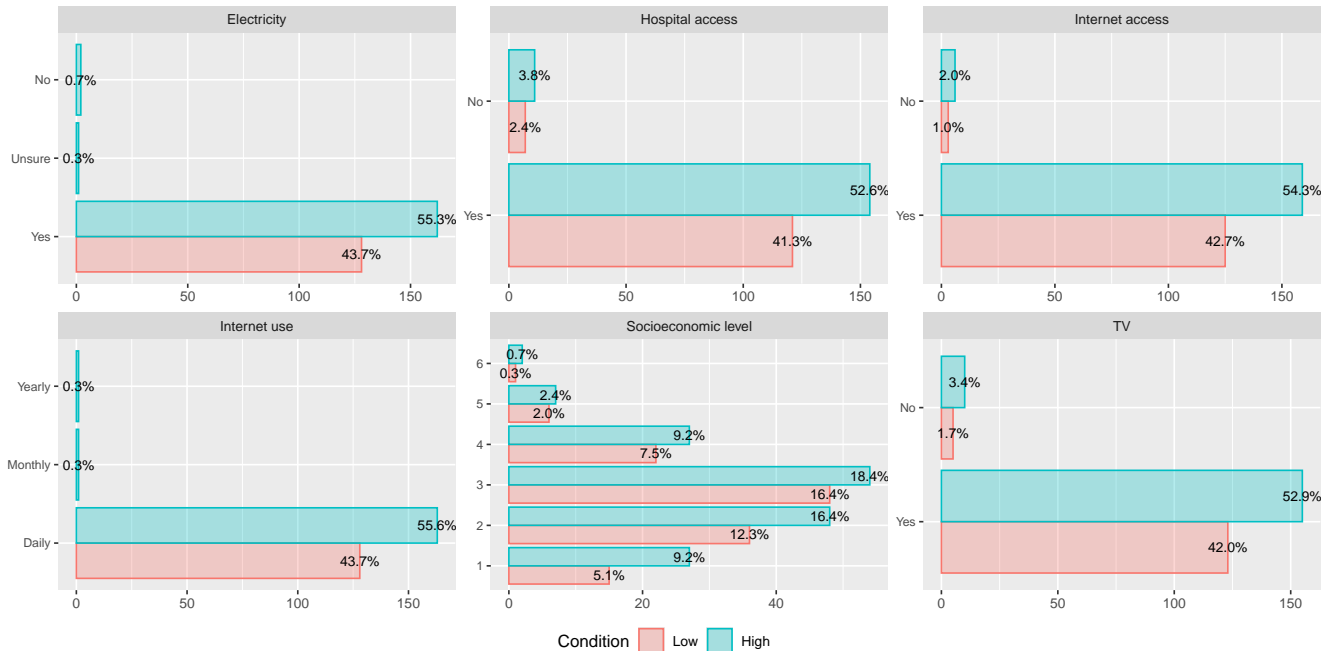 Electricity
No
0.7%
Unsure
0.3%
Yes
55.3%
43.7%
0 50 100 150
Hospital access
No
3.8%
2.4%
Yes
52.6%
41.3%
0 50 100 150
Internet access
No
2.0%
1.0%
Yes
54.3%
42.7%
0 50 100 150
Internet use
Yearly
0.3%
Monthly
0.3%
Daily
55.6%
43.7%
0 50 100 150
Socioeconomic level
6
0.7%
0.3%
5
2.4%
2.0%
4
9.2%
7.5%
3
18.4%
16.4%
2
16.4%
12.3%
1
9.2%
5.1%
0 20 40
TV
No
3.4%
1.7%
Yes
52.9%
42.0%
0 50 100 150
Condition Low High